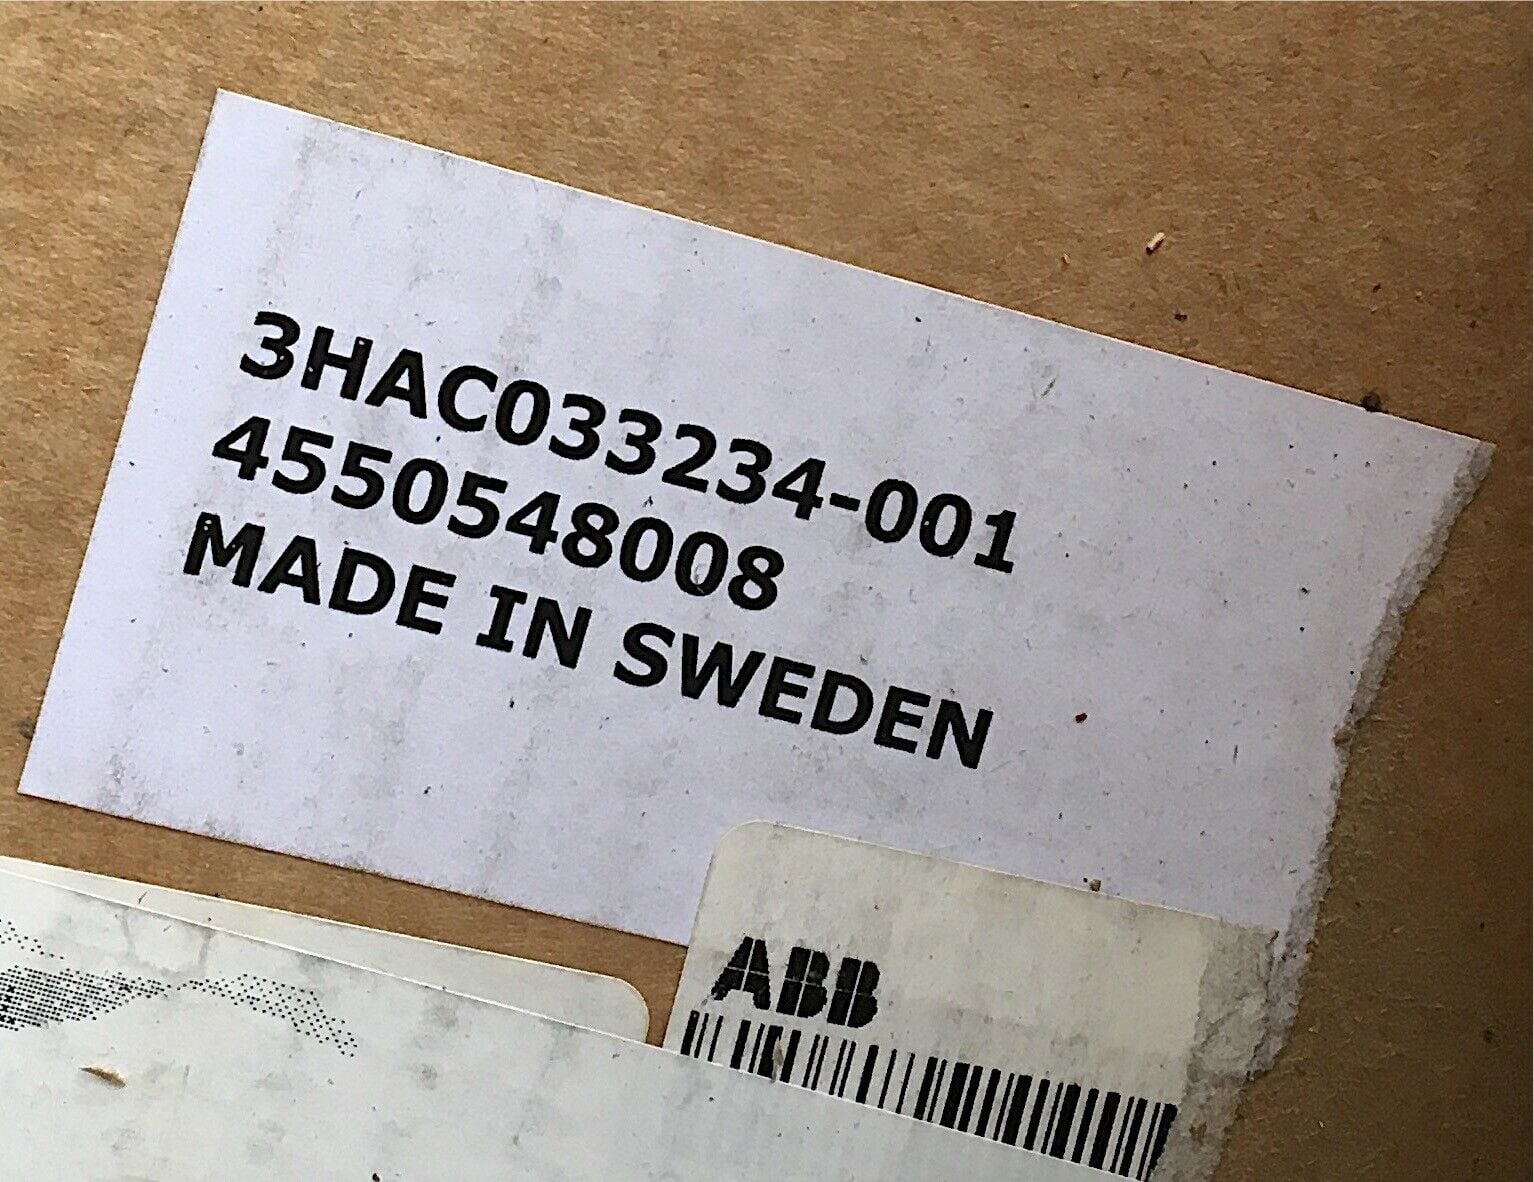 3HAC033234-001
4550548008
MADE IN SWEDEN
ABB